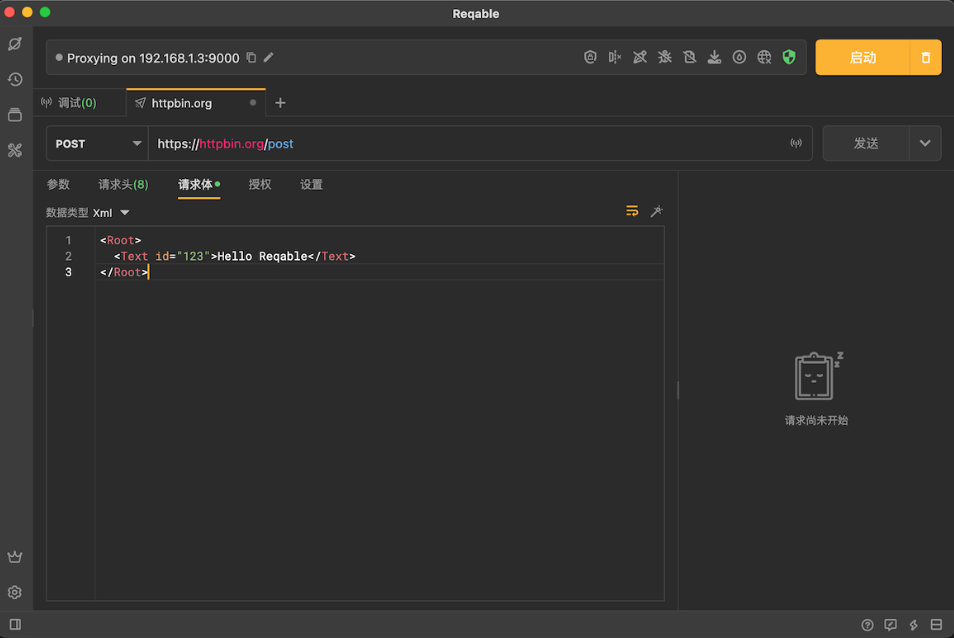 Reqable
Proxying on 192.168.1.3:9000
启动
调试(0)
httpbin.org
POST
https://httpbin.org/post
发送
参数
请求头(8)
请求体
授权
设置
数据类型 Xml
1 <Root>
2 <Text id="123">Hello Reqable</Text>
3 </Root>
请求尚未开始